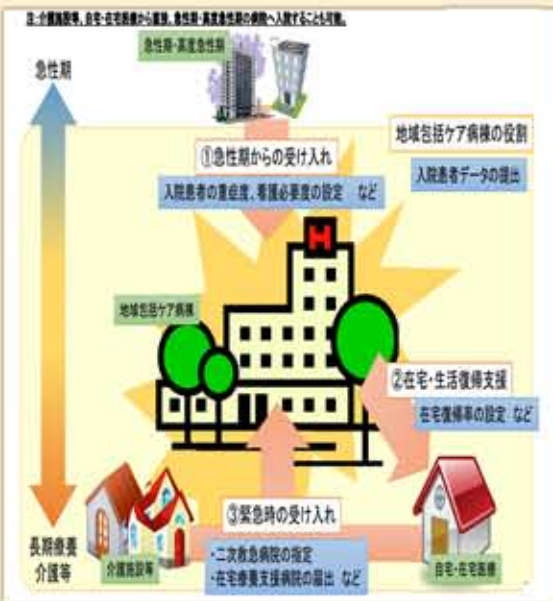 注:介護施設等、自宅・在宅医療から直接、急性期・高度急性期の病院へ入院することも可能。
急性期・高度急性期
急性期
地域包括ケア病棟の役割
①急性期からの受け入れ
入院患者データの提出
入院患者の重症度、看護必要度の設定 など
H
地域包括ケア病棟
②在宅・生活復帰支援
在宅復帰率の設定 など
③緊急時の受け入れ
長期療養
介護等
介護施設等
・二次救急病院の指定
・在宅療養支援病院の届出 など
自宅・在宅医療